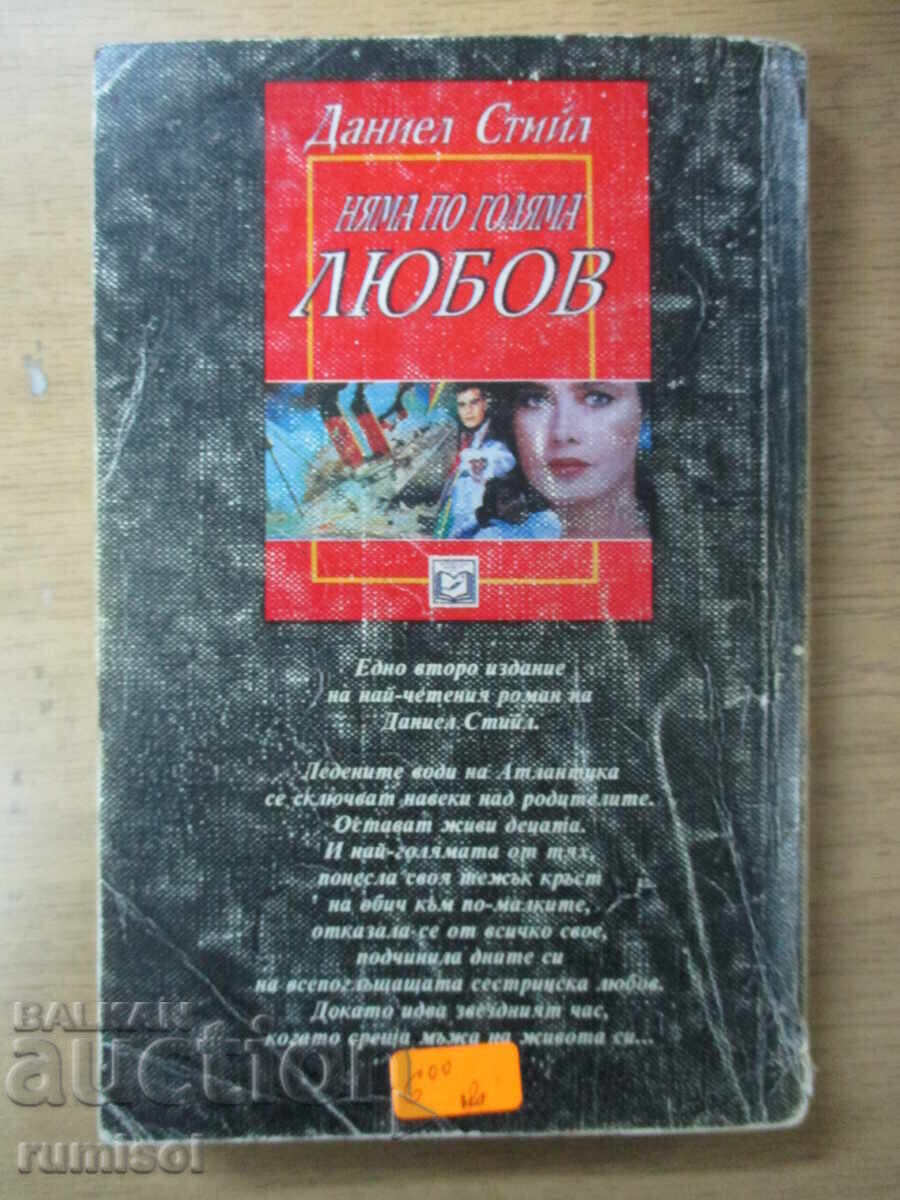 Даниел Стийл
НЯМА ПО ГОЛЯМА
ЛЮБОВ
Едно второ издание
на най-четения роман на
Даниел Стийл.
Ледените води на Атлантика
се сключват навеки над родителите.
Остават живи децата.
И най-голямата от тях,
понесла своя тежък кръст
на обич към по-малките,
отказала се от всичко свое,
подчинила дните си
на всепоглъщащата сестринска любов.
Докато идва звездният час,
когато среща мъжа на живота си...
BALKAN
auction
rumisol